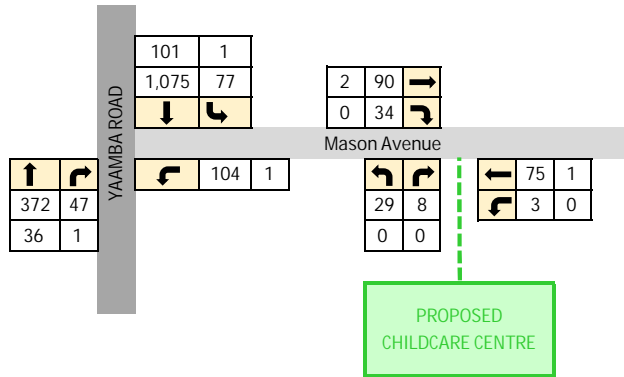 101 1
1,075 77
2 90
0 34
YAAMBA ROAD
Mason Avenue
104 1
372 47
36 1
29 8
0 0
75 1
3 0
PROPOSED
CHILDCARE CENTRE